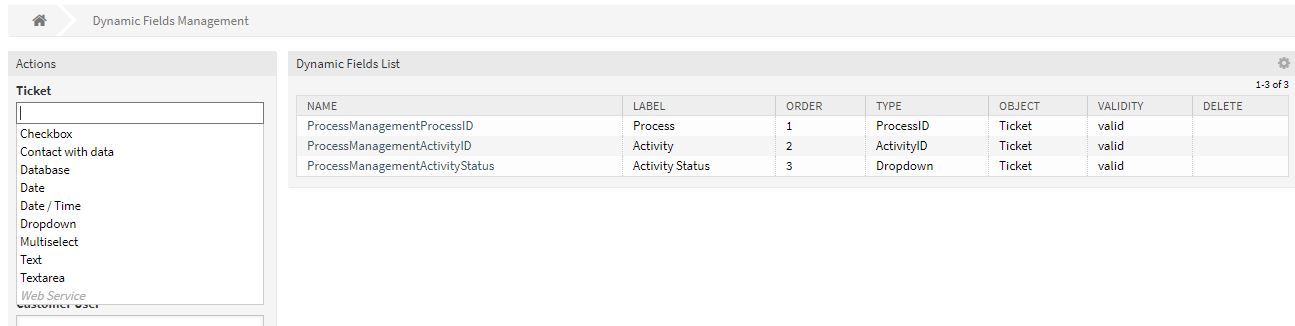 Dynamic Fields Management
Actions
Ticket
Checkbox
Contact with data
Database
Date
Date / Time
Dropdown
Multiselect
Text
Textarea
Web Service
Customer User
Dynamic Fields List
1-3 of 3
NAME LABEL ORDER TYPE OBJECT VALIDITY DELETE
ProcessManagementProcessID Process 1 ProcessID Ticket valid
ProcessManagementActivityID Activity 2 ActivityID Ticket valid
ProcessManagementActivityStatus Activity Status 3 Dropdown Ticket valid